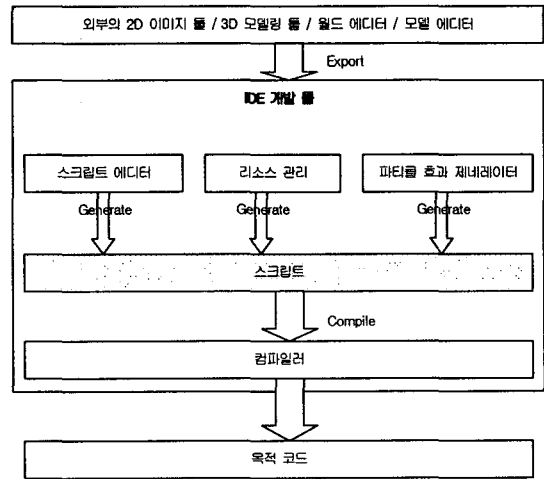 외부의 2D 이미지 툴 / 3D 모델링 툴 / 월드 에디터 / 모델 에디터
Export
IDE 개발 툴
스크립트 에디터
리소스 관리
파티클 효과 제네레이터
Generate
Generate
Generate
스크립트
Compile
컴파일러
목적 코드